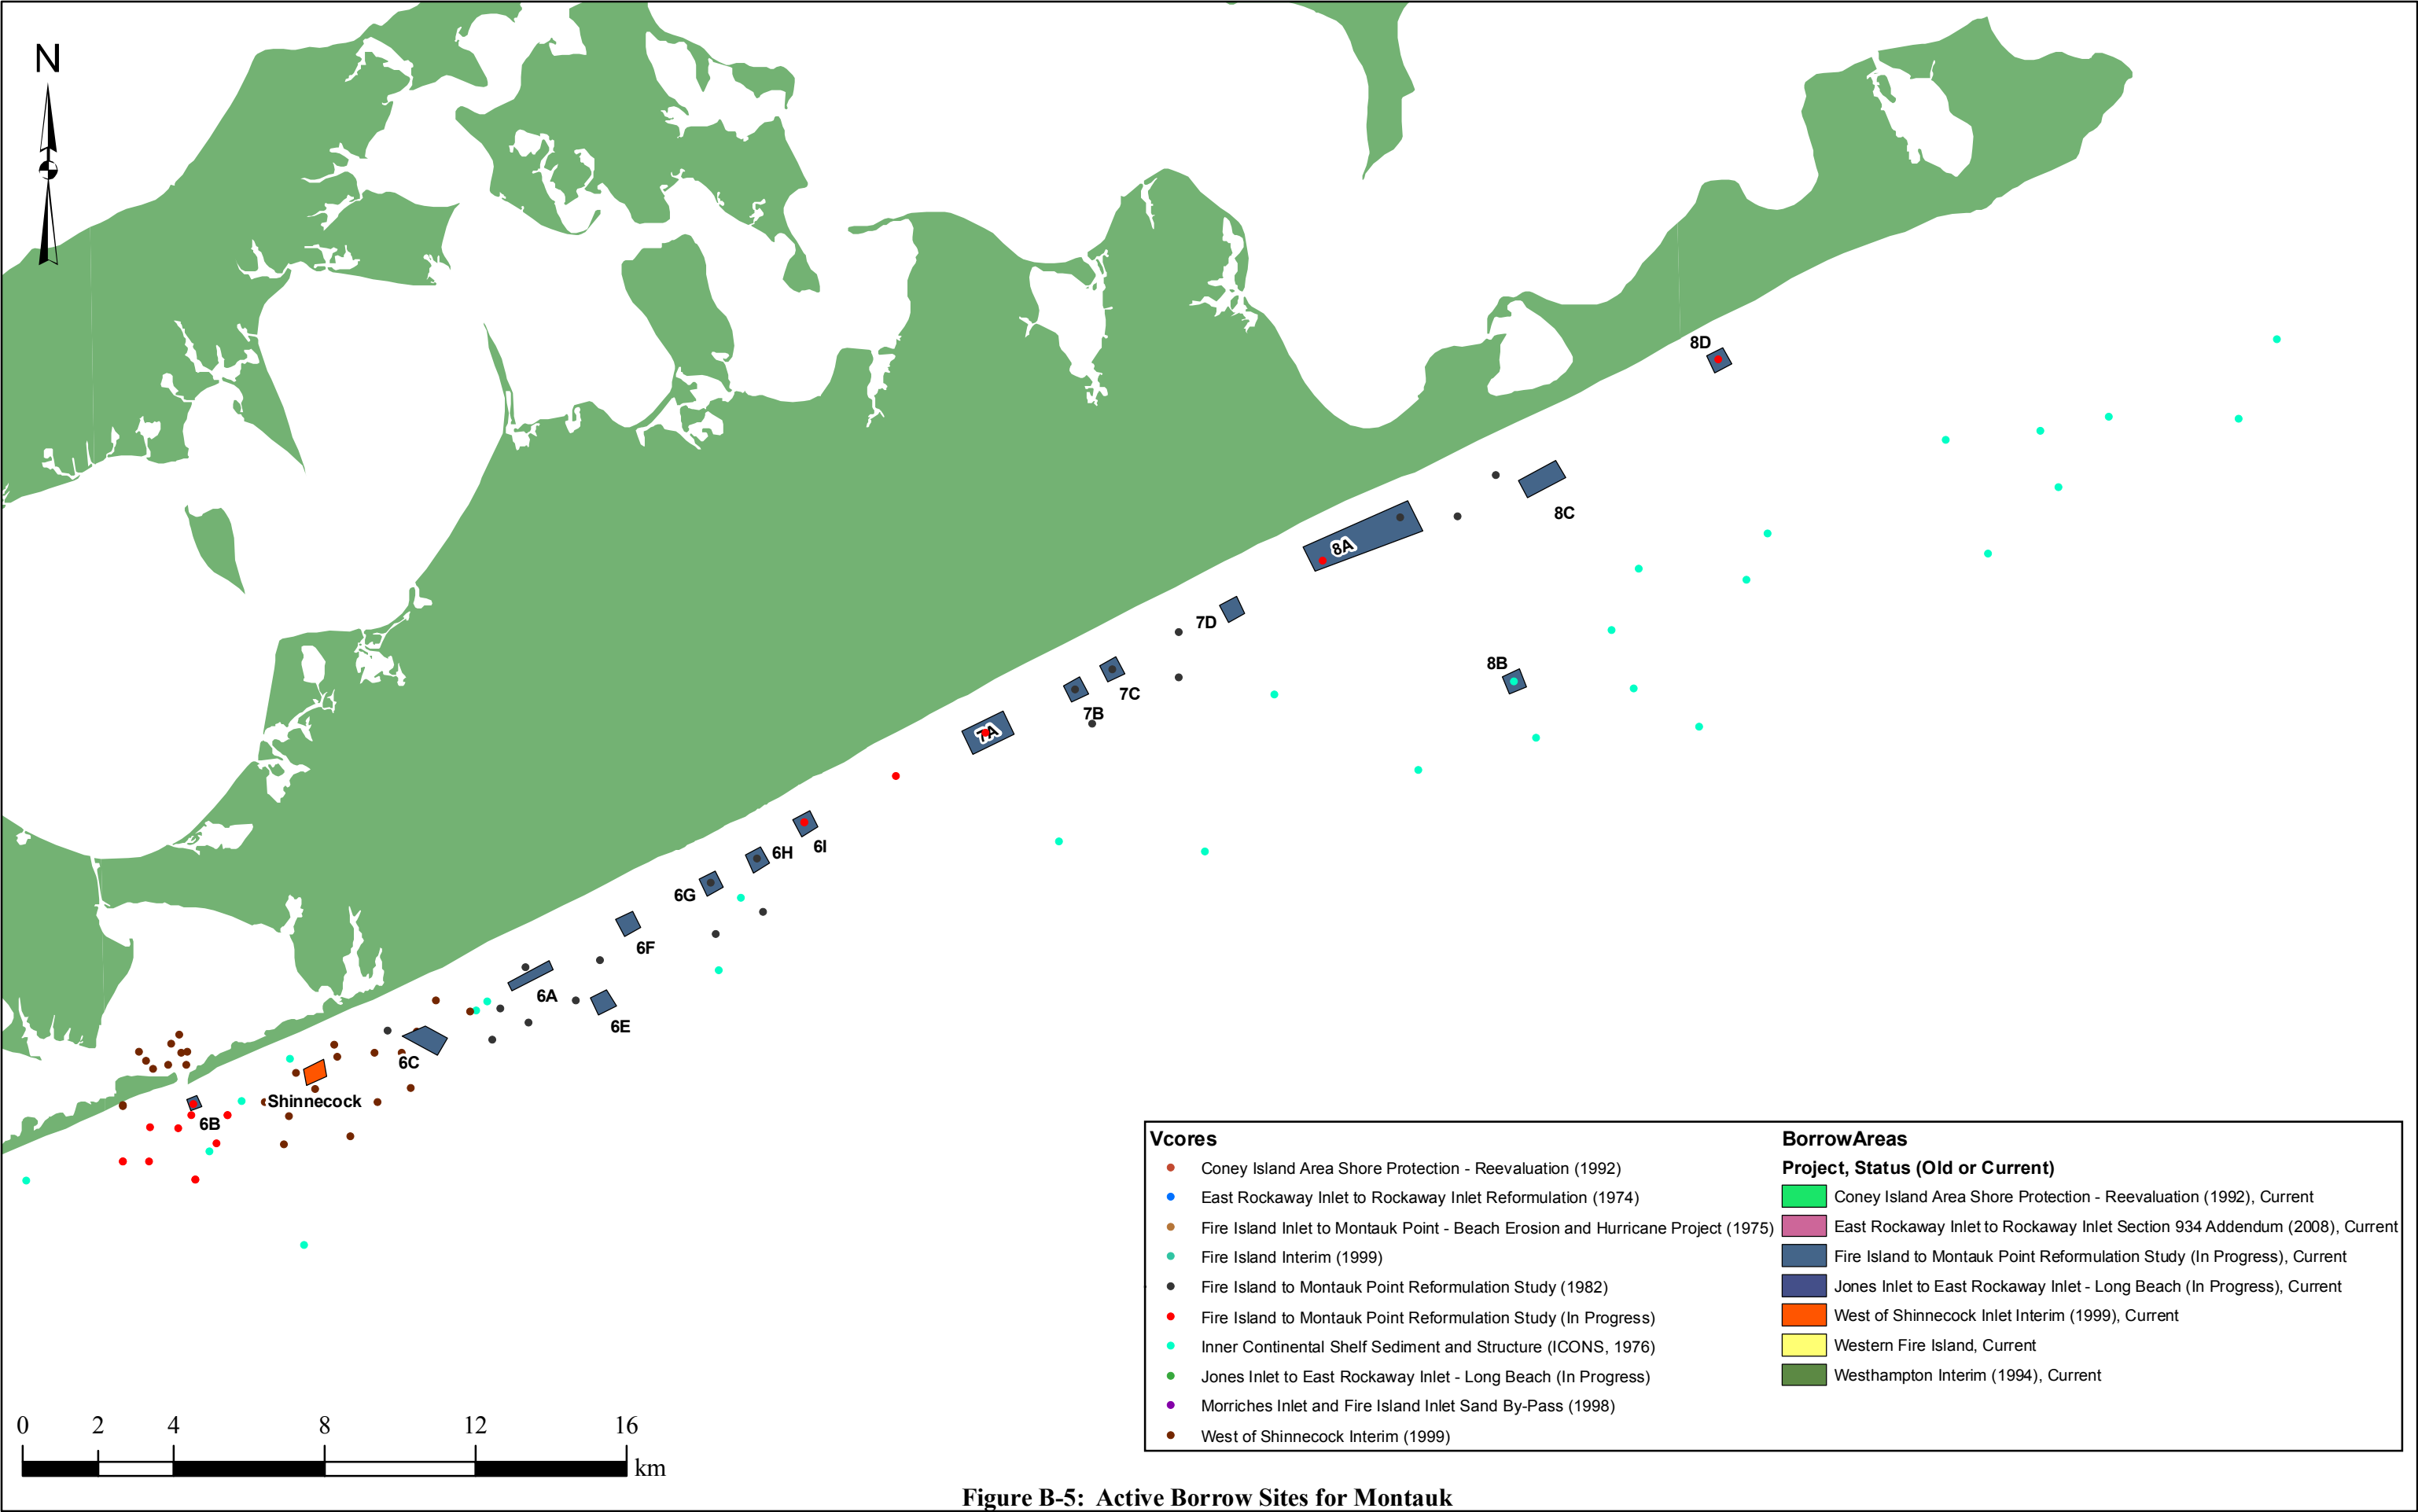 N
8D
8C
8A
7D
8B
7C
7B
7A
6I
6H
6G
6F
6A
6E
6C
Shinnecock
6B
Vcores
Coney Island Area Shore Protection - Reevaluation (1992)
East Rockaway Inlet to Rockaway Inlet Reformulation (1974)
Fire Island Inlet to Montauk Point - Beach Erosion and Hurricane Project (1975)
Fire Island Interim (1999)
Fire Island to Montauk Point Reformulation Study (1982)
Fire Island to Montauk Point Reformulation Study (In Progress)
Inner Continental Shelf Sediment and Structure (ICONS, 1976)
Jones Inlet to East Rockaway Inlet - Long Beach (In Progress)
Morriches Inlet and Fire Island Inlet Sand By-Pass (1998)
West of Shinnecock Interim (1999)
BorrowAreas
Project, Status (Old or Current)
Coney Island Area Shore Protection - Reevaluation (1992), Current
East Rockaway Inlet to Rockaway Inlet Section 934 Addendum (2008), Current
Fire Island to Montauk Point Reformulation Study (In Progress), Current
Jones Inlet to East Rockaway Inlet - Long Beach (In Progress), Current
West of Shinnecock Inlet Interim (1999), Current
Western Fire Island, Current
Westhampton Interim (1994), Current
0 2 4 8 12 16
km
Figure B-5: Active Borrow Sites for Montauk